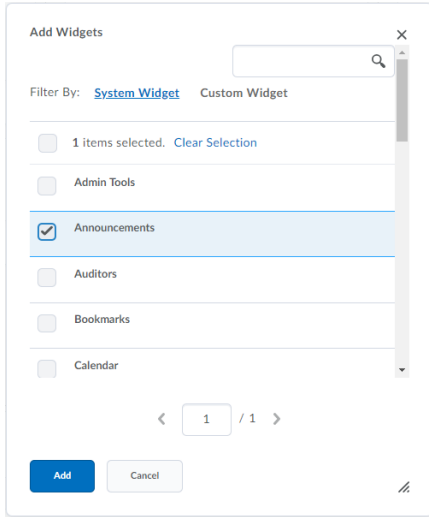 Add Widgets
Filter By: System Widget Custom Widget
1 items selected. Clear Selection
Admin Tools
Announcements
Auditors
Bookmarks
Calendar
1 / 1
Add Cancel